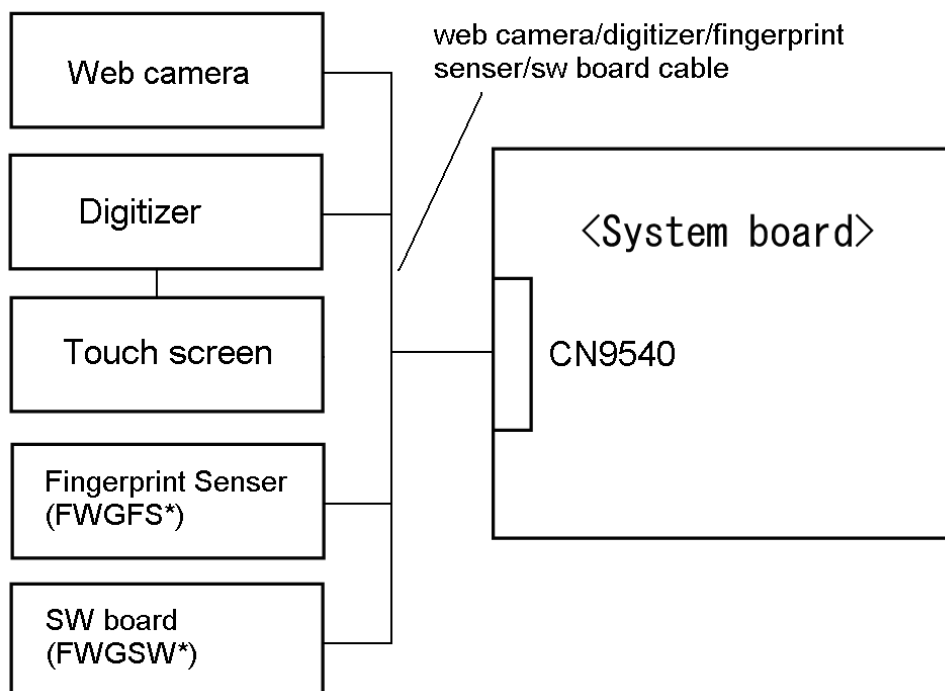 Web camera
web camera/digitizer/fingerprint
senser/sw board cable
Digitizer
<System board>
Touch screen
CN9540
Fingerprint Senser
(FWGFS*)
SW board
(FWGSW*)